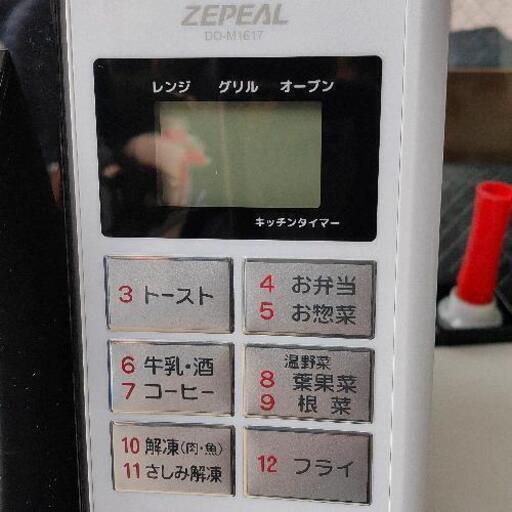 ZEPEAL
DO-M1617
レンジ グリル オーブン
キッチンタイマー
3 トースト
4 お弁当
5 お惣菜
6 牛乳・酒
7 コーヒー
温野菜
8 葉果菜
9 根菜
10 解凍(肉・魚)
11 さしみ解凍
12 フライ